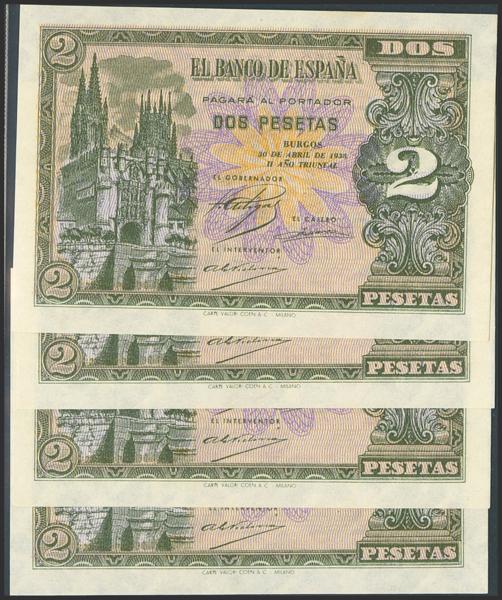 2
DOS
EL BANCO DE ESPAÑA
PAGARÁ AL PORTADOR
DOS PESETAS
BURGOS
30 DE ABRIL DE 1938
II AÑO TRIUNFAL
EL GOBERNADOR
2
EL CAJERO
EL INTERVENTOR
2
PESETAS
CARTE VALORI COEN & C. - MILANO
2
PESETAS
CARTE VALORI COEN & C. - MILANO
EL INTERVENTOR
2
PESETAS
CARTE VALORI COEN & C. - MILANO
EL INTERVENTOR
2
PESETAS
CARTE VALORI COEN & C. - MILANO